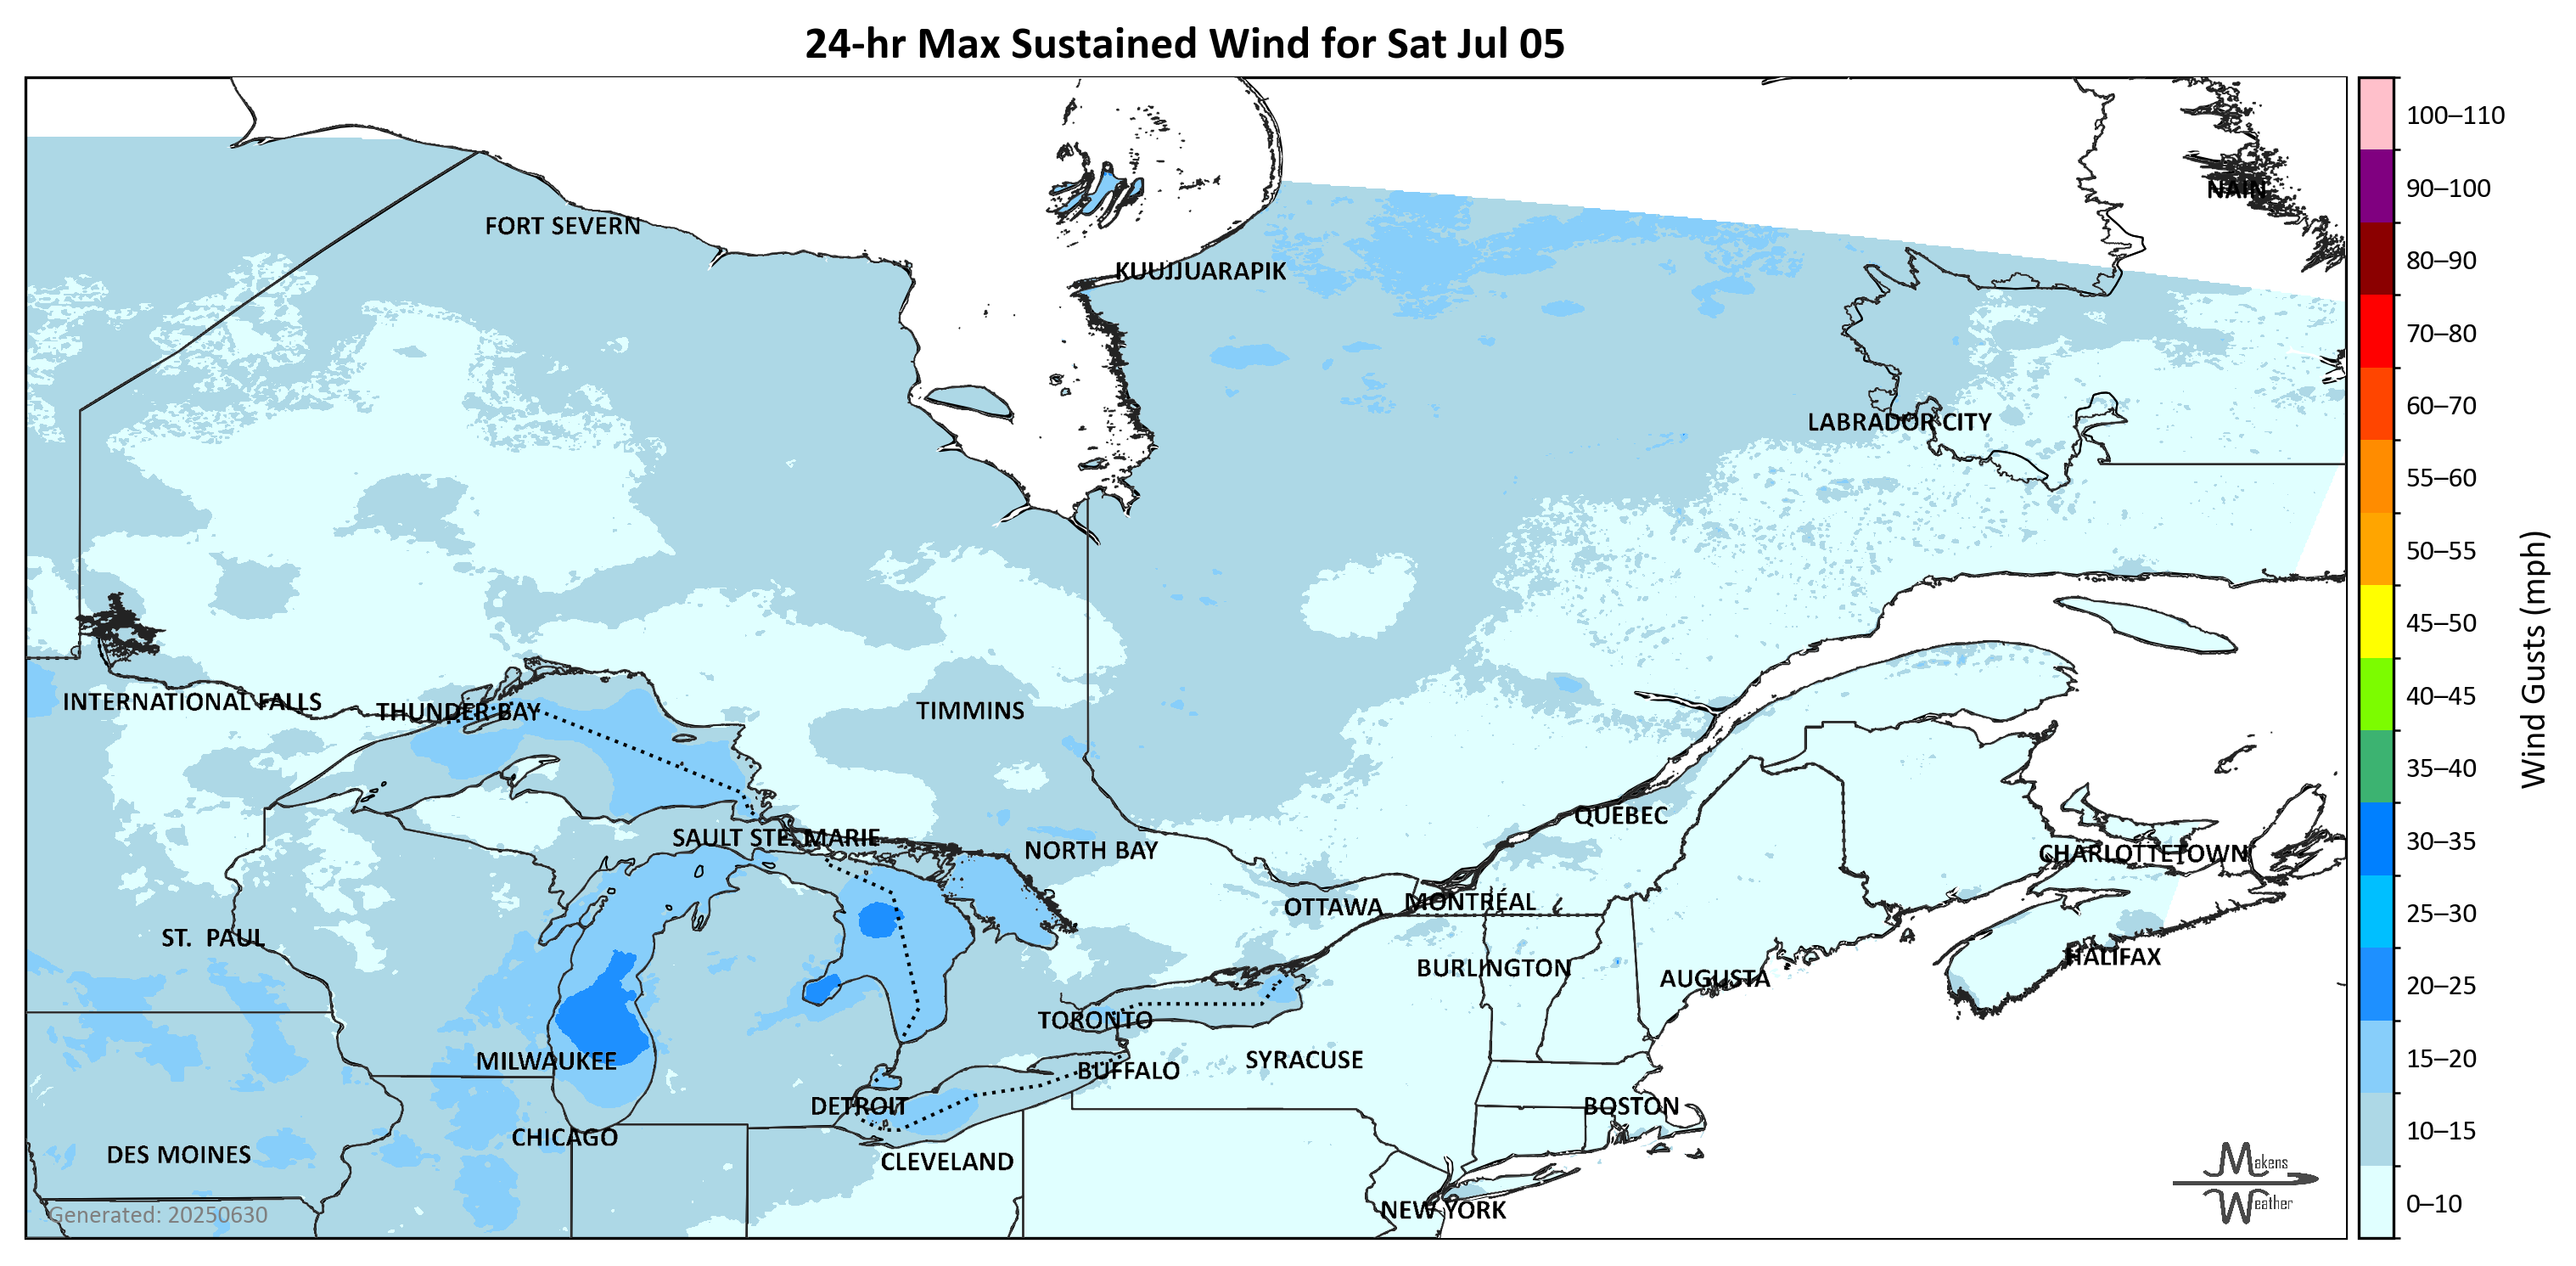 24-hr Max Sustained Wind for Sat Jul 05
100–110
90–100
NAIN
FORT SEVERN
80–90
KUUJJUARAPIK
70–80
60–70
LABRADOR CITY
55–60
50–55
45–50
Wind Gusts (mph)
40–45
INTERNATIONAL FALLS
THUNDER BAY
TIMMINS
35–40
QUEBEC
SAULT STE. MARIE
30–35
NORTH BAY
CHARLOTTETOWN
OTTAWA
MONTRÉAL
25–30
ST. PAUL
HALIFAX
BURLINGTON
AUGUSTA
20–25
TORONTO
MILWAUKEE
SYRACUSE
15–20
BUFFALO
DETROIT
BOSTON
CHICAGO
10–15
DES MOINES
CLEVELAND
Makens
Weather
NEW YORK
0–10
Generated: 20250630